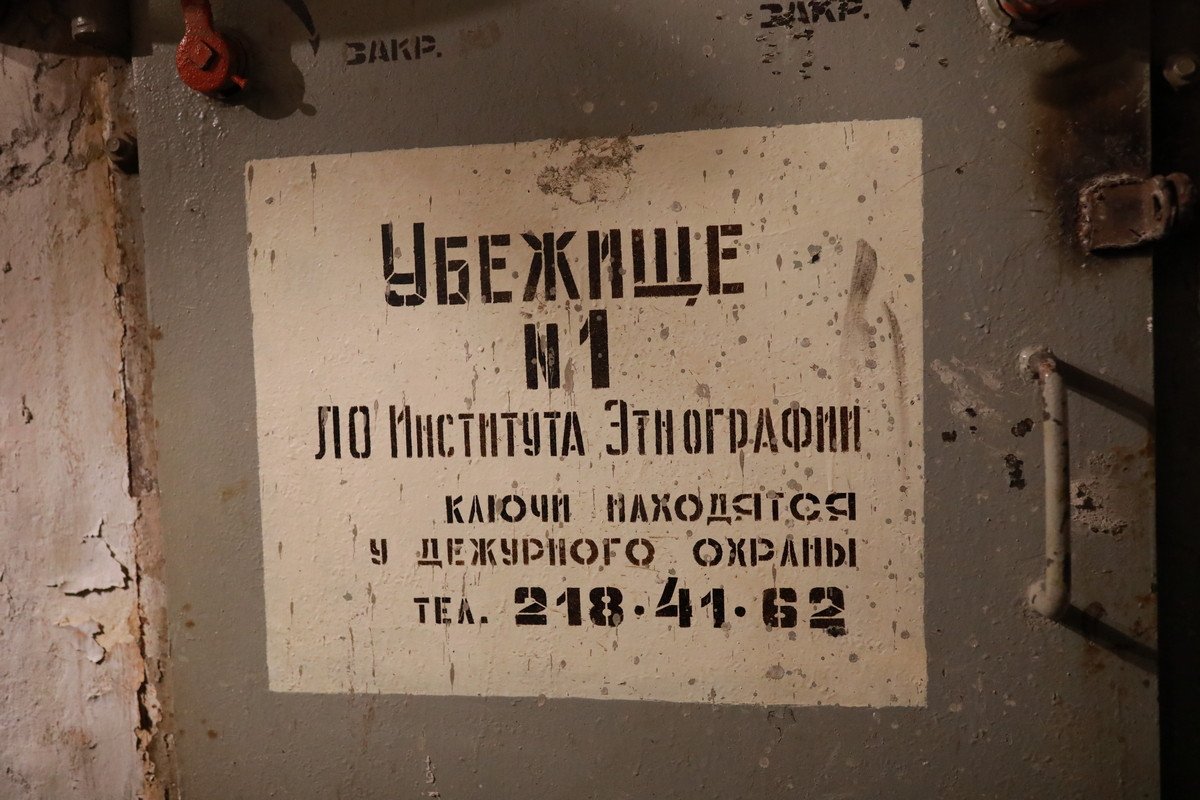 ЗАКР.
ЗАКР.
УБЕЖИЩЕ
N1
ЛО ИНСТИТУТА ЭТНОГРАФИИ
КЛЮЧИ НАХОДЯТСЯ
У ДЕЖУРНОГО ОХРАНЫ
ТЕЛ. 218·41·62